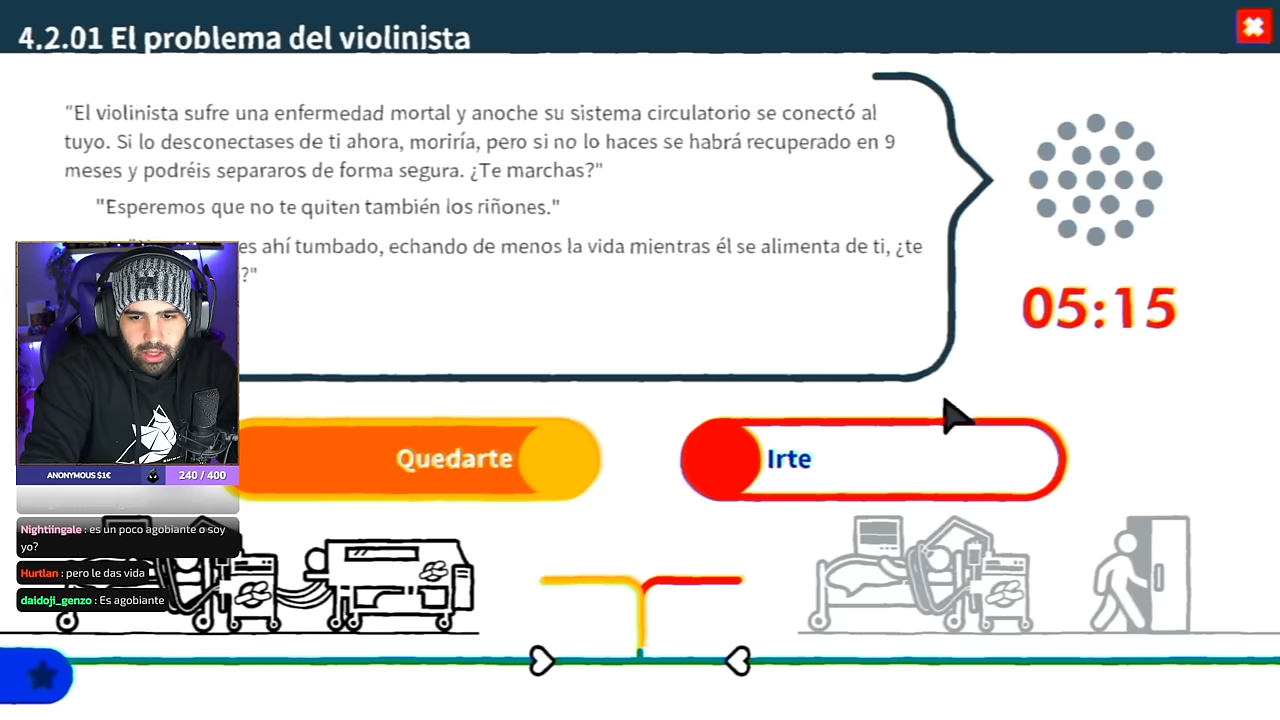 4.2.01 El problema del violinista
"El violinista sufre una enfermedad mortal y anoche su sistema circulatorio se conectó al
tuyo. Si lo desconectases de ti ahora, moriría, pero si no lo haces se habrá recuperado en 9
meses y podréis separaros de forma segura. ¿Te marchas?"
"Esperemos que no te quiten también los riñones."
es ahí tumbado, echando de menos la vida mientras él se alimenta de ti, ¿te
?"
05:15
Quedarte
Irte
ANONYMOUS $1€
240 / 400
Nightiingale : es un poco agobiante o soy
yo?
Hurtlan : pero le das vida
daidoji_genzo : Es agobiante